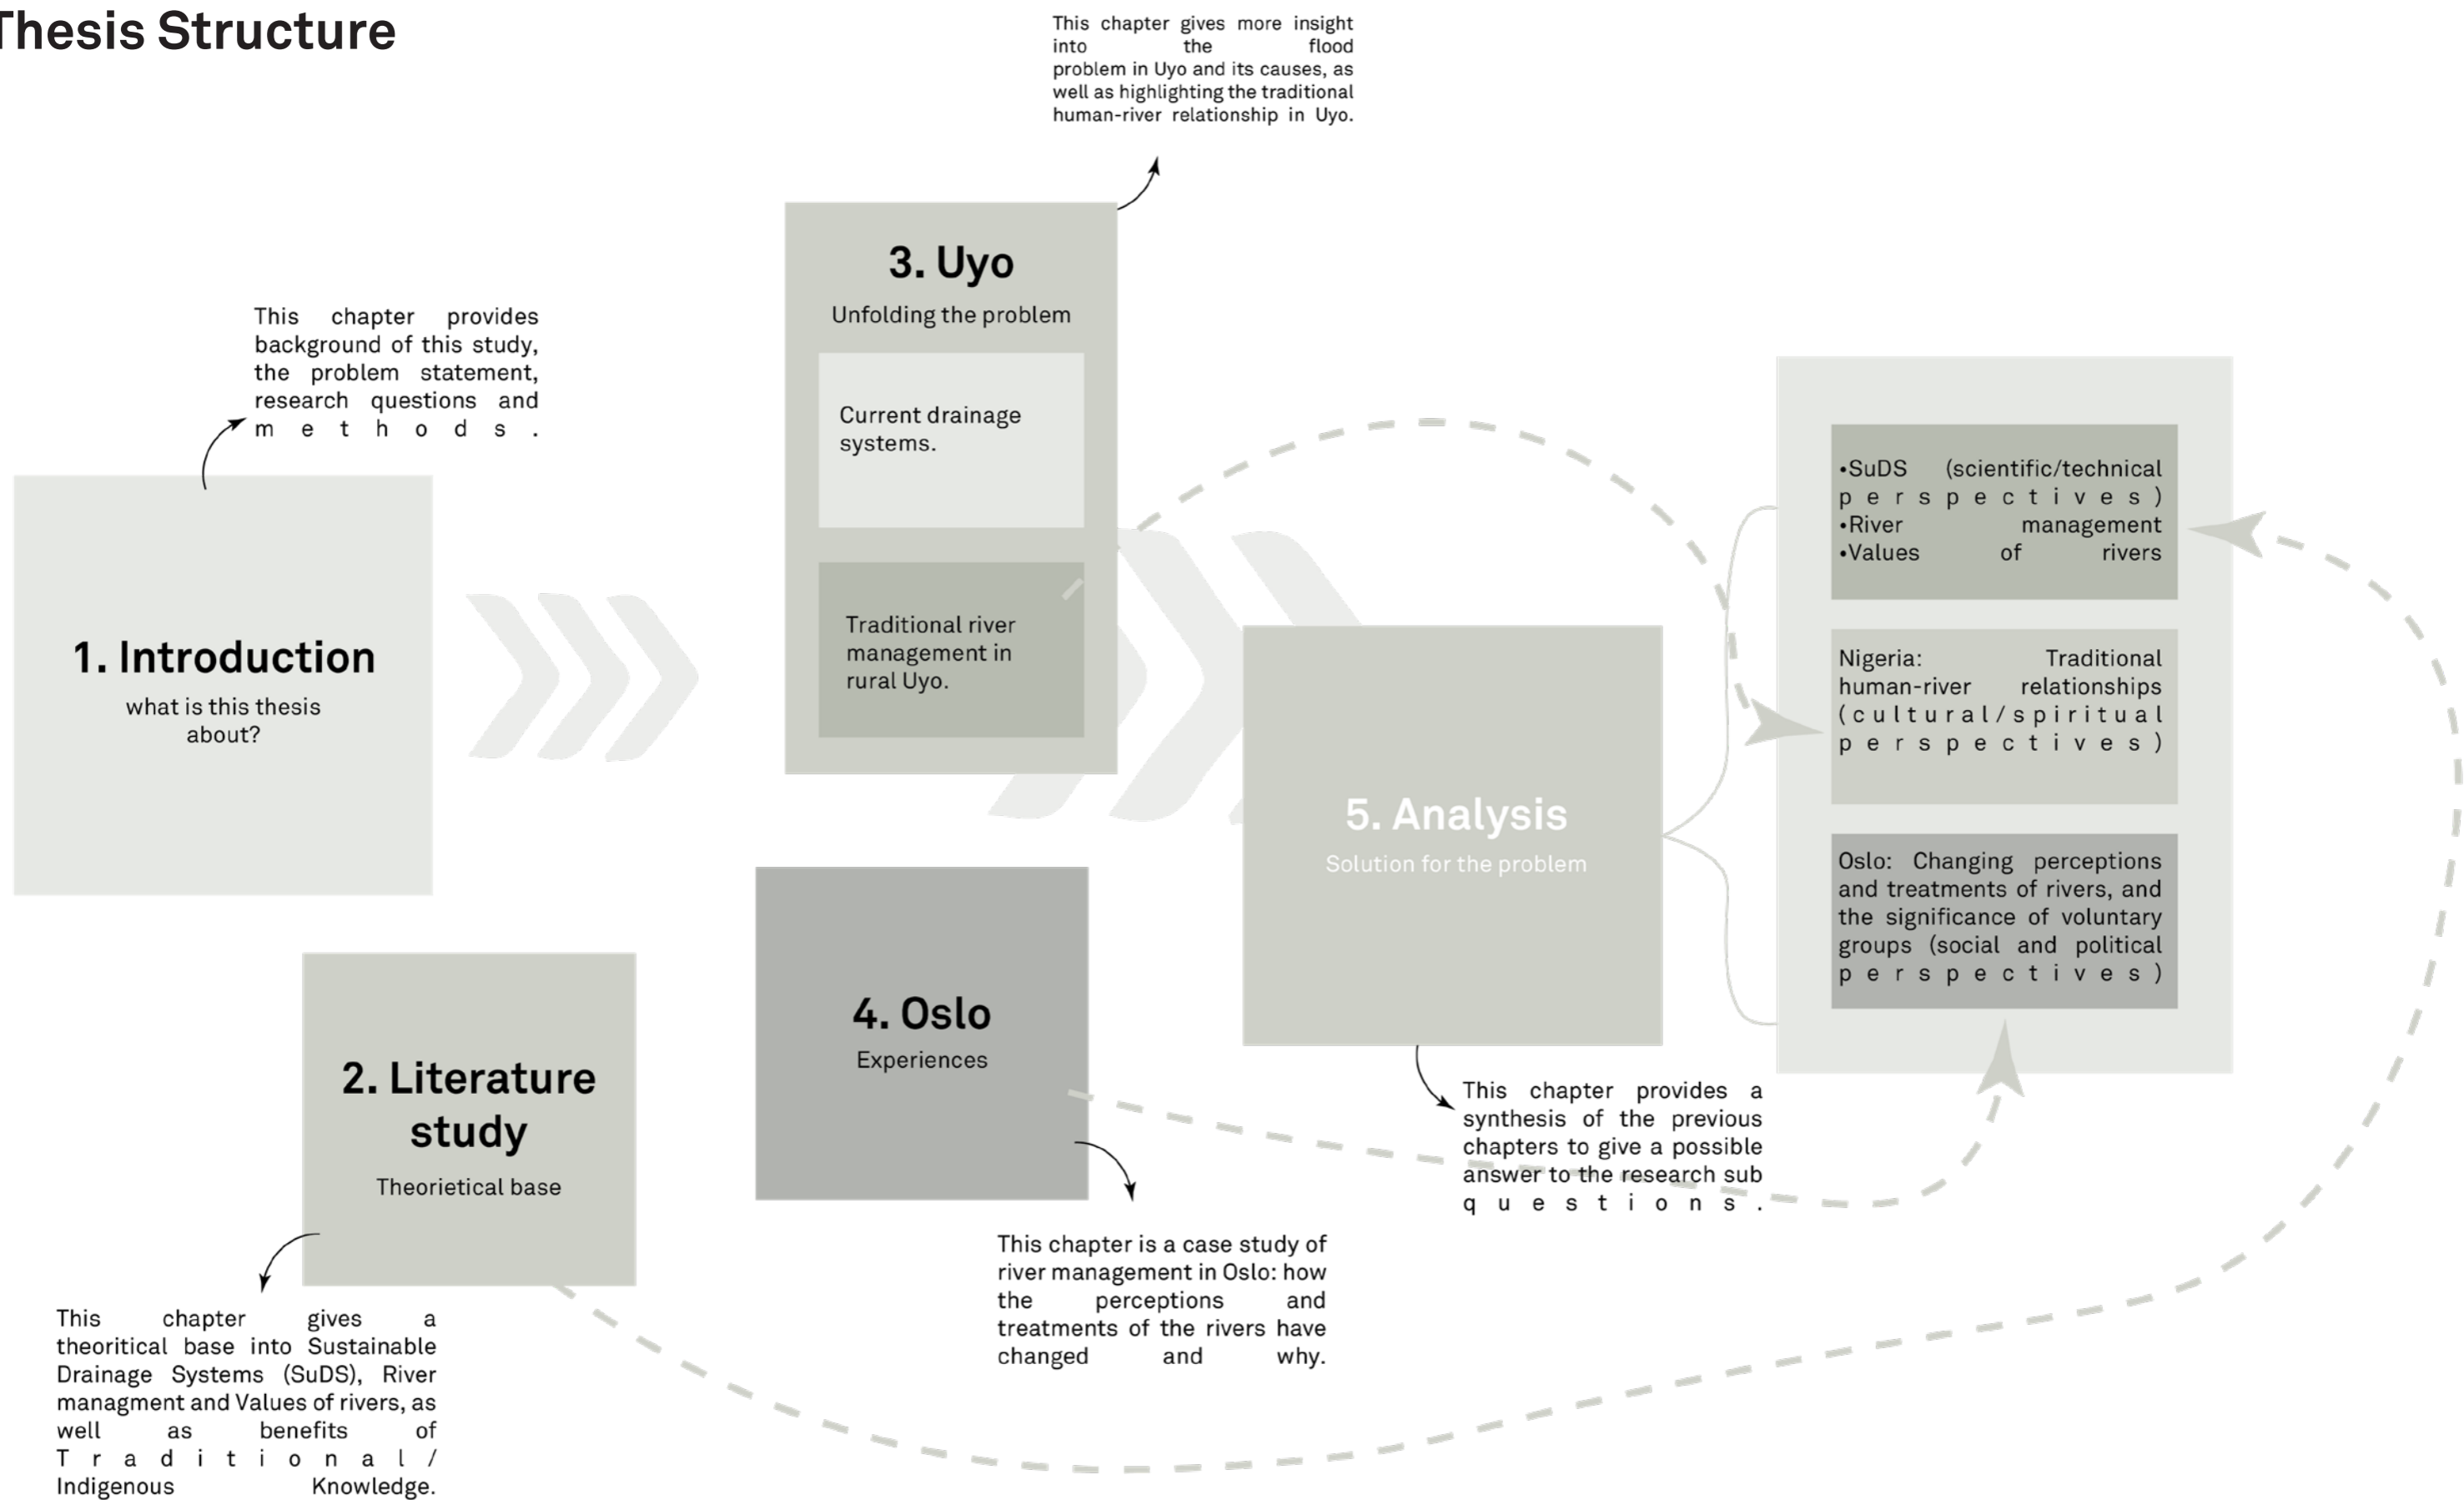 Thesis Structure
This chapter gives more insight
into the flood
problem in Uyo and its causes, as
well as highlighting the traditional
human-river relationship in Uyo.
3. Uyo
Unfolding the problem
Current drainage
systems.
Traditional river
management in
rural Uyo.
This chapter provides
background of this study,
the problem statement,
research questions and
methods.
1. Introduction
what is this thesis
about?
2. Literature
study
Theorietical base
This chapter gives a
theoritical base into Sustainable
Drainage Systems (SuDS), River
managment and Values of rivers, as
well as benefits of
Traditional/
Indigenous Knowledge.
4. Oslo
Experiences
This chapter is a case study of
river management in Oslo: how
the perceptions and
treatments of the rivers have
changed and why.
5. Analysis
Solution for the problem
This chapter provides a
synthesis of the previous
chapters to give a possible
answer to the research sub
questions.
•SuDS (scientific/technical
perspectives)
•River management
•Values of rivers
Nigeria: Traditional
human-river relationships
(cultural/spiritual
perspectives)
Oslo: Changing perceptions
and treatments of rivers, and
the significance of voluntary
groups (social and political
perspectives)